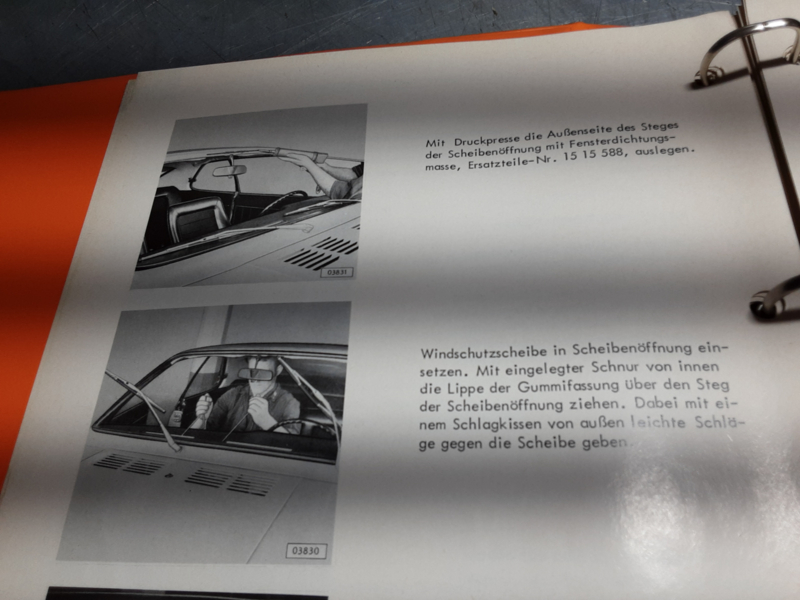 Mit Druckpresse die Außenseite des Steges
der Scheibenöffnung mit Fensterdichtungs-
masse, Ersatzteile-Nr. 15 15 588, auslegen.
03831
Windschutzscheibe in Scheibenöffnung ein-
setzen. Mit eingelegter Schnur von innen
die Lippe der Gummifassung über den Steg
der Scheibenöffnung ziehen. Dabei mit ei-
nem Schlagkissen von außen leichte Schlä-
ge gegen die Scheibe geben.
03830